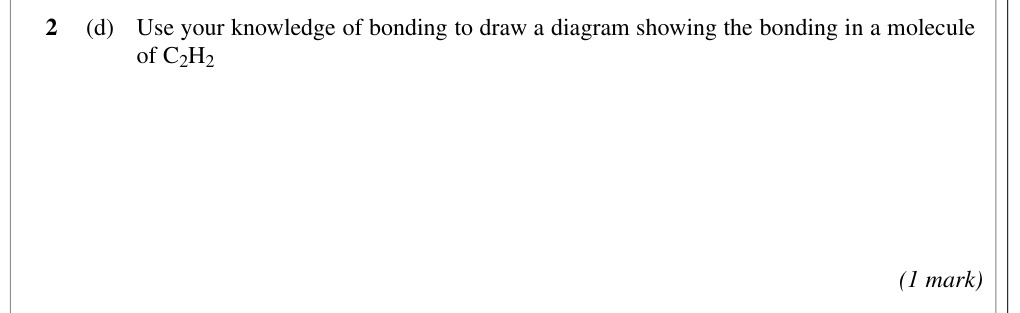 2 (d) Use your knowledge of bonding to draw a diagram showing the bonding in a molecule
of C₂H₂
(1 mark)